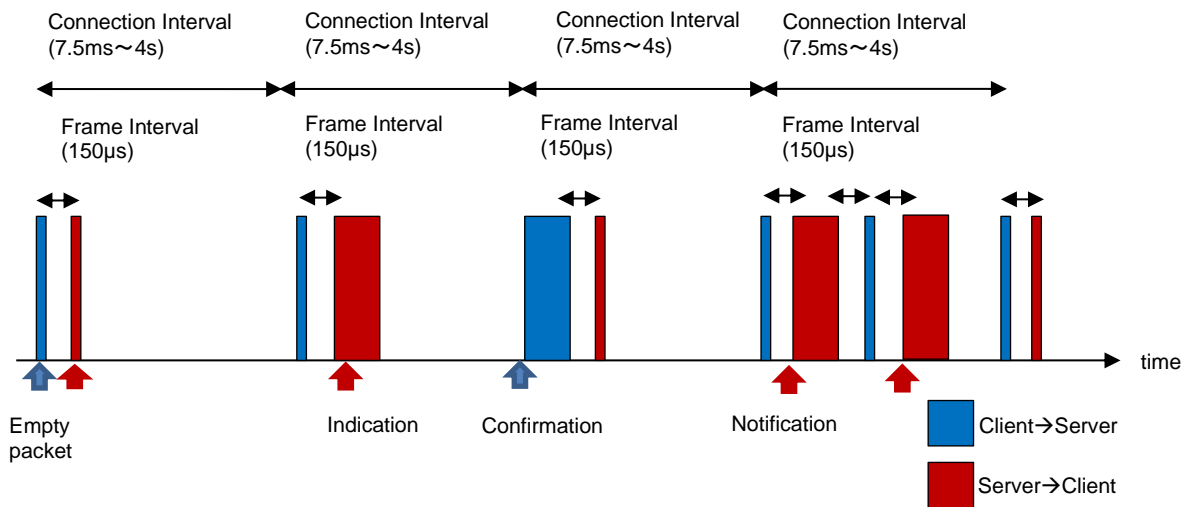 Connection Interval
(7.5ms～4s)
Connection Interval
(7.5ms～4s)
Connection Interval
(7.5ms～4s)
Connection Interval
(7.5ms～4s)
Frame Interval
(150µs)
Frame Interval
(150µs)
Frame Interval
(150µs)
Frame Interval
(150µs)
time
Empty
packet
Indication
Confirmation
Notification
Client→Server
Server→Client